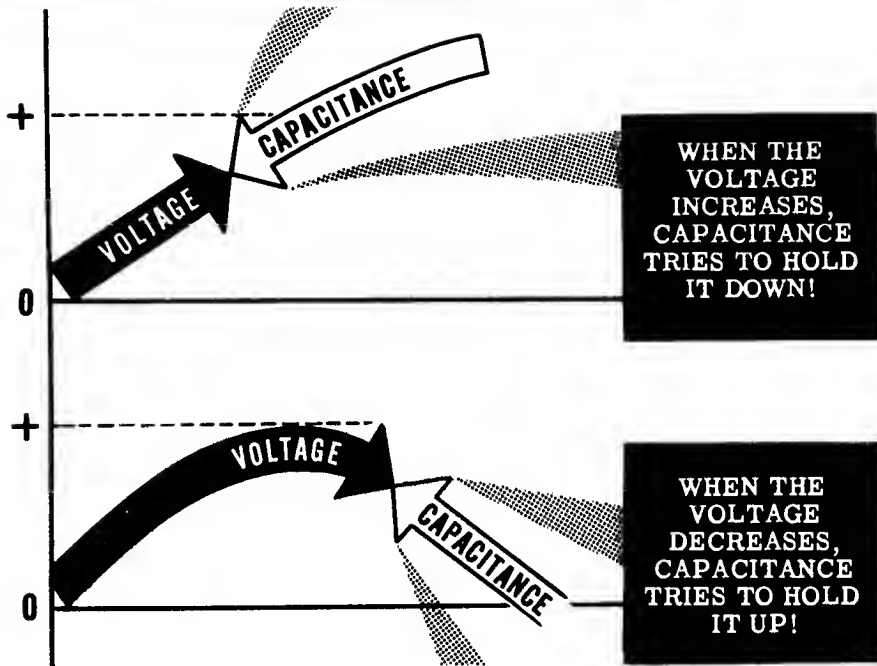 +
CAPACITANCE
VOLTAGE
0
WHEN THE
VOLTAGE
INCREASES,
CAPACITANCE
TRIES TO HOLD
IT DOWN!
+
VOLTAGE
CAPACITANCE
0
WHEN THE
VOLTAGE
DECREASES,
CAPACITANCE
TRIES TO HOLD
IT UP!